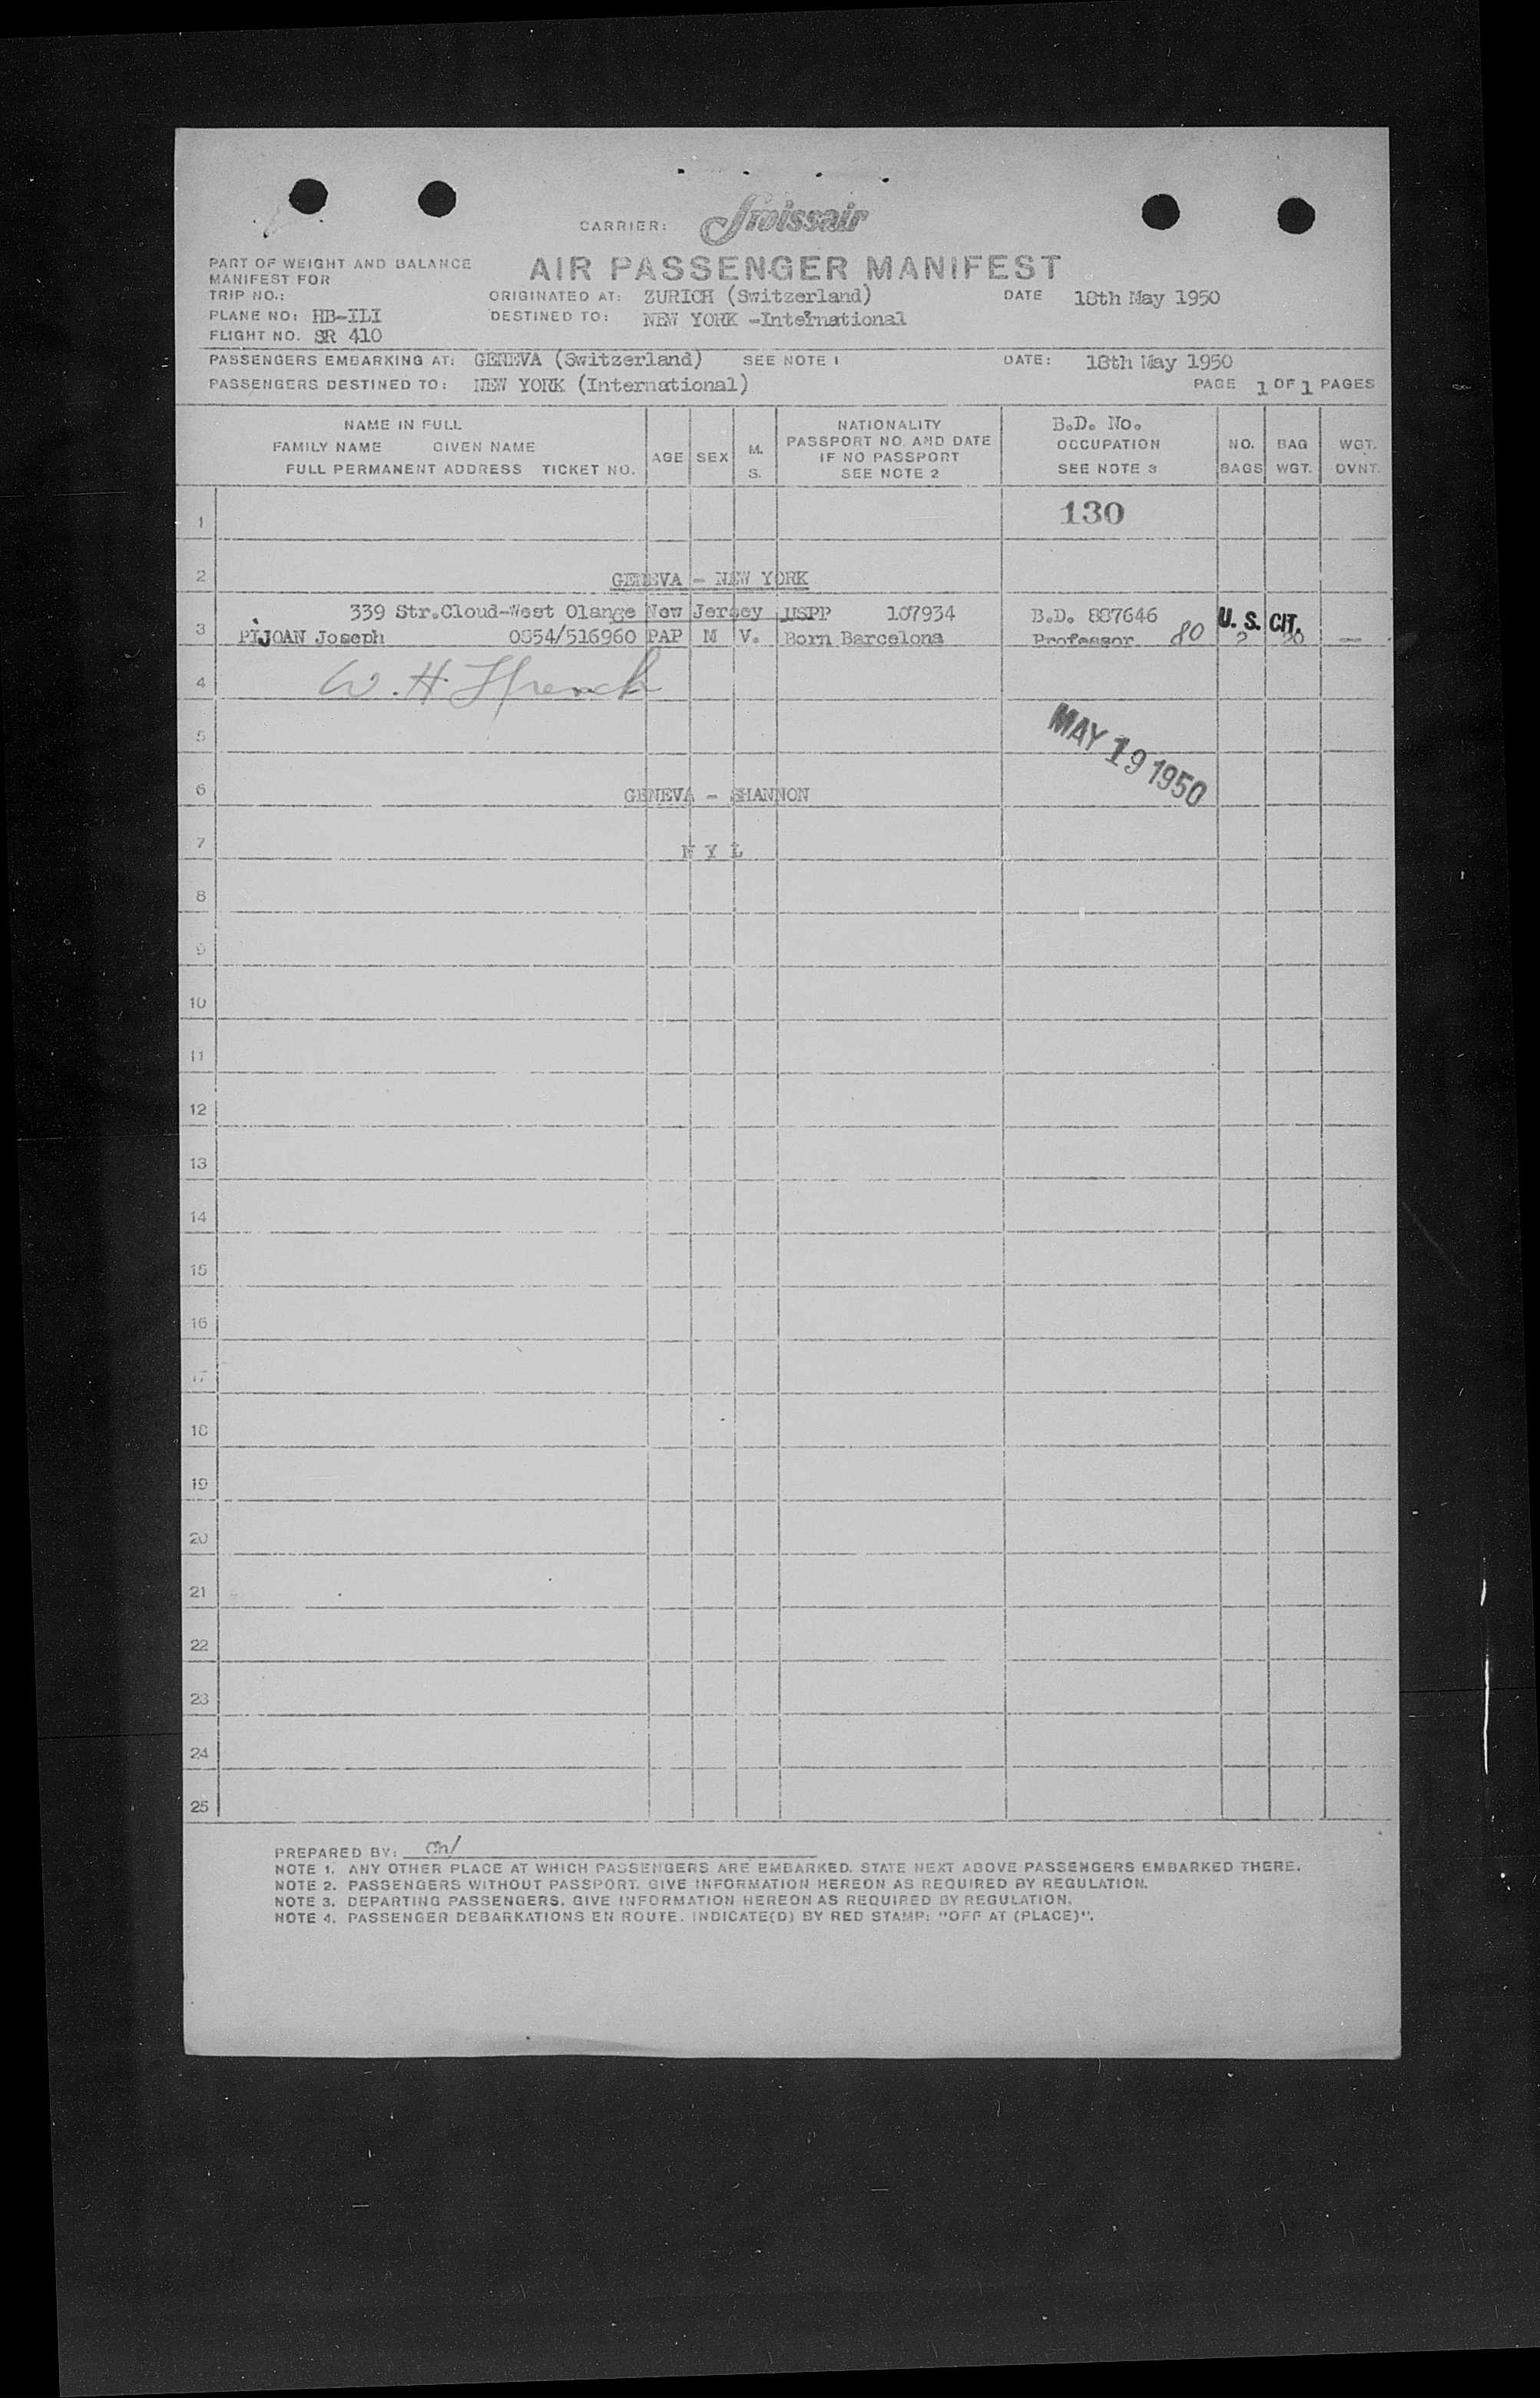 CARRIER: Swissair
PART OF WEIGHT AND BALANCE
MANIFEST FOR
AIR PASSENGER MANIFEST
TRIP NO.: ORIGINATED AT: ZURICH (Switzerland) DATE 18th May 1950
PLANE NO: HB-ILI DESTINED TO: NEW YORK -International
FLIGHT NO. SR 410
PASSENGERS EMBARKING AT: GENEVA (Switzerland) SEE NOTE 1 DATE: 18th May 1950
PASSENGERS DESTINED TO: NEW YORK (International) PAGE 1 OF 1 PAGES
NAME IN FULL
FAMILY NAME GIVEN NAME
FULL PERMANENT ADDRESS TICKET NO.
AGE
SEX
M.
S.
NATIONALITY
PASSPORT NO. AND DATE
IF NO PASSPORT
SEE NOTE 2
B.D. No.
OCCUPATION
SEE NOTE 3
NO.
BAGS
BAG
WGT.
WGT.
OVNT.
1 130
2 GENEVA - NEW YORK
339 Str.Cloud-West Olange New Jersey USPP 107934 B.D. 887646 U. S. CIT.
3 PIJOAN Joseph 0854/516960 PAP M V. Born Barcelona Professor 80 2 20 —
4
5
MAY 19 1950
6 GENEVA - SHANNON
7 N Y L
8
9
10
11
12
13
14
15
16
17
18
19
20
21
22
23
24
25
PREPARED BY:
NOTE 1. ANY OTHER PLACE AT WHICH PASSENGERS ARE EMBARKED. STATE NEXT ABOVE PASSENGERS EMBARKED THERE.
NOTE 2. PASSENGERS WITHOUT PASSPORT. GIVE INFORMATION HEREON AS REQUIRED BY REGULATION.
NOTE 3. DEPARTING PASSENGERS. GIVE INFORMATION HEREON AS REQUIRED BY REGULATION.
NOTE 4. PASSENGER DEBARKATIONS EN ROUTE. INDICATE(D) BY RED STAMP: "OFF AT (PLACE)".